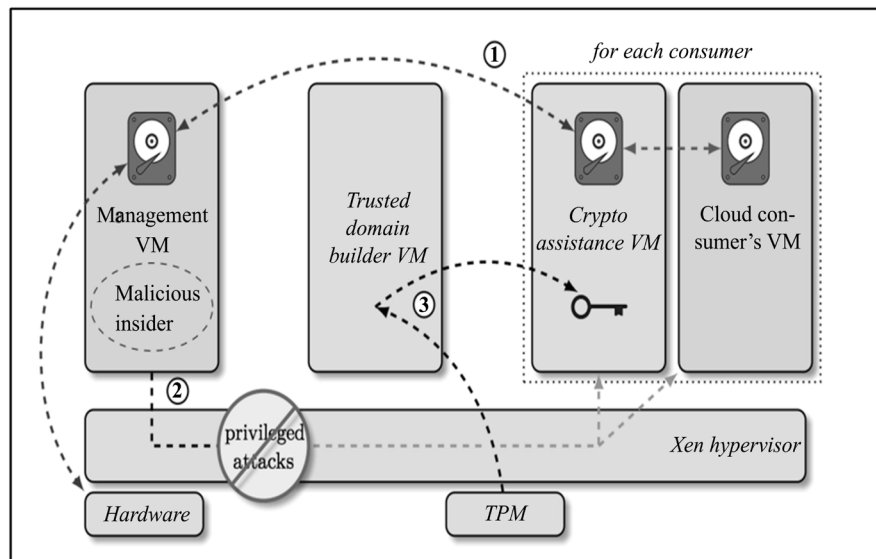 1
for each consumer
Management
VM
Malicious
insider
Trusted
domain
builder VM
Crypto
assistance VM
Cloud con-
sumer's VM
3
2
privileged
attacks
Xen hypervisor
Hardware
TPM